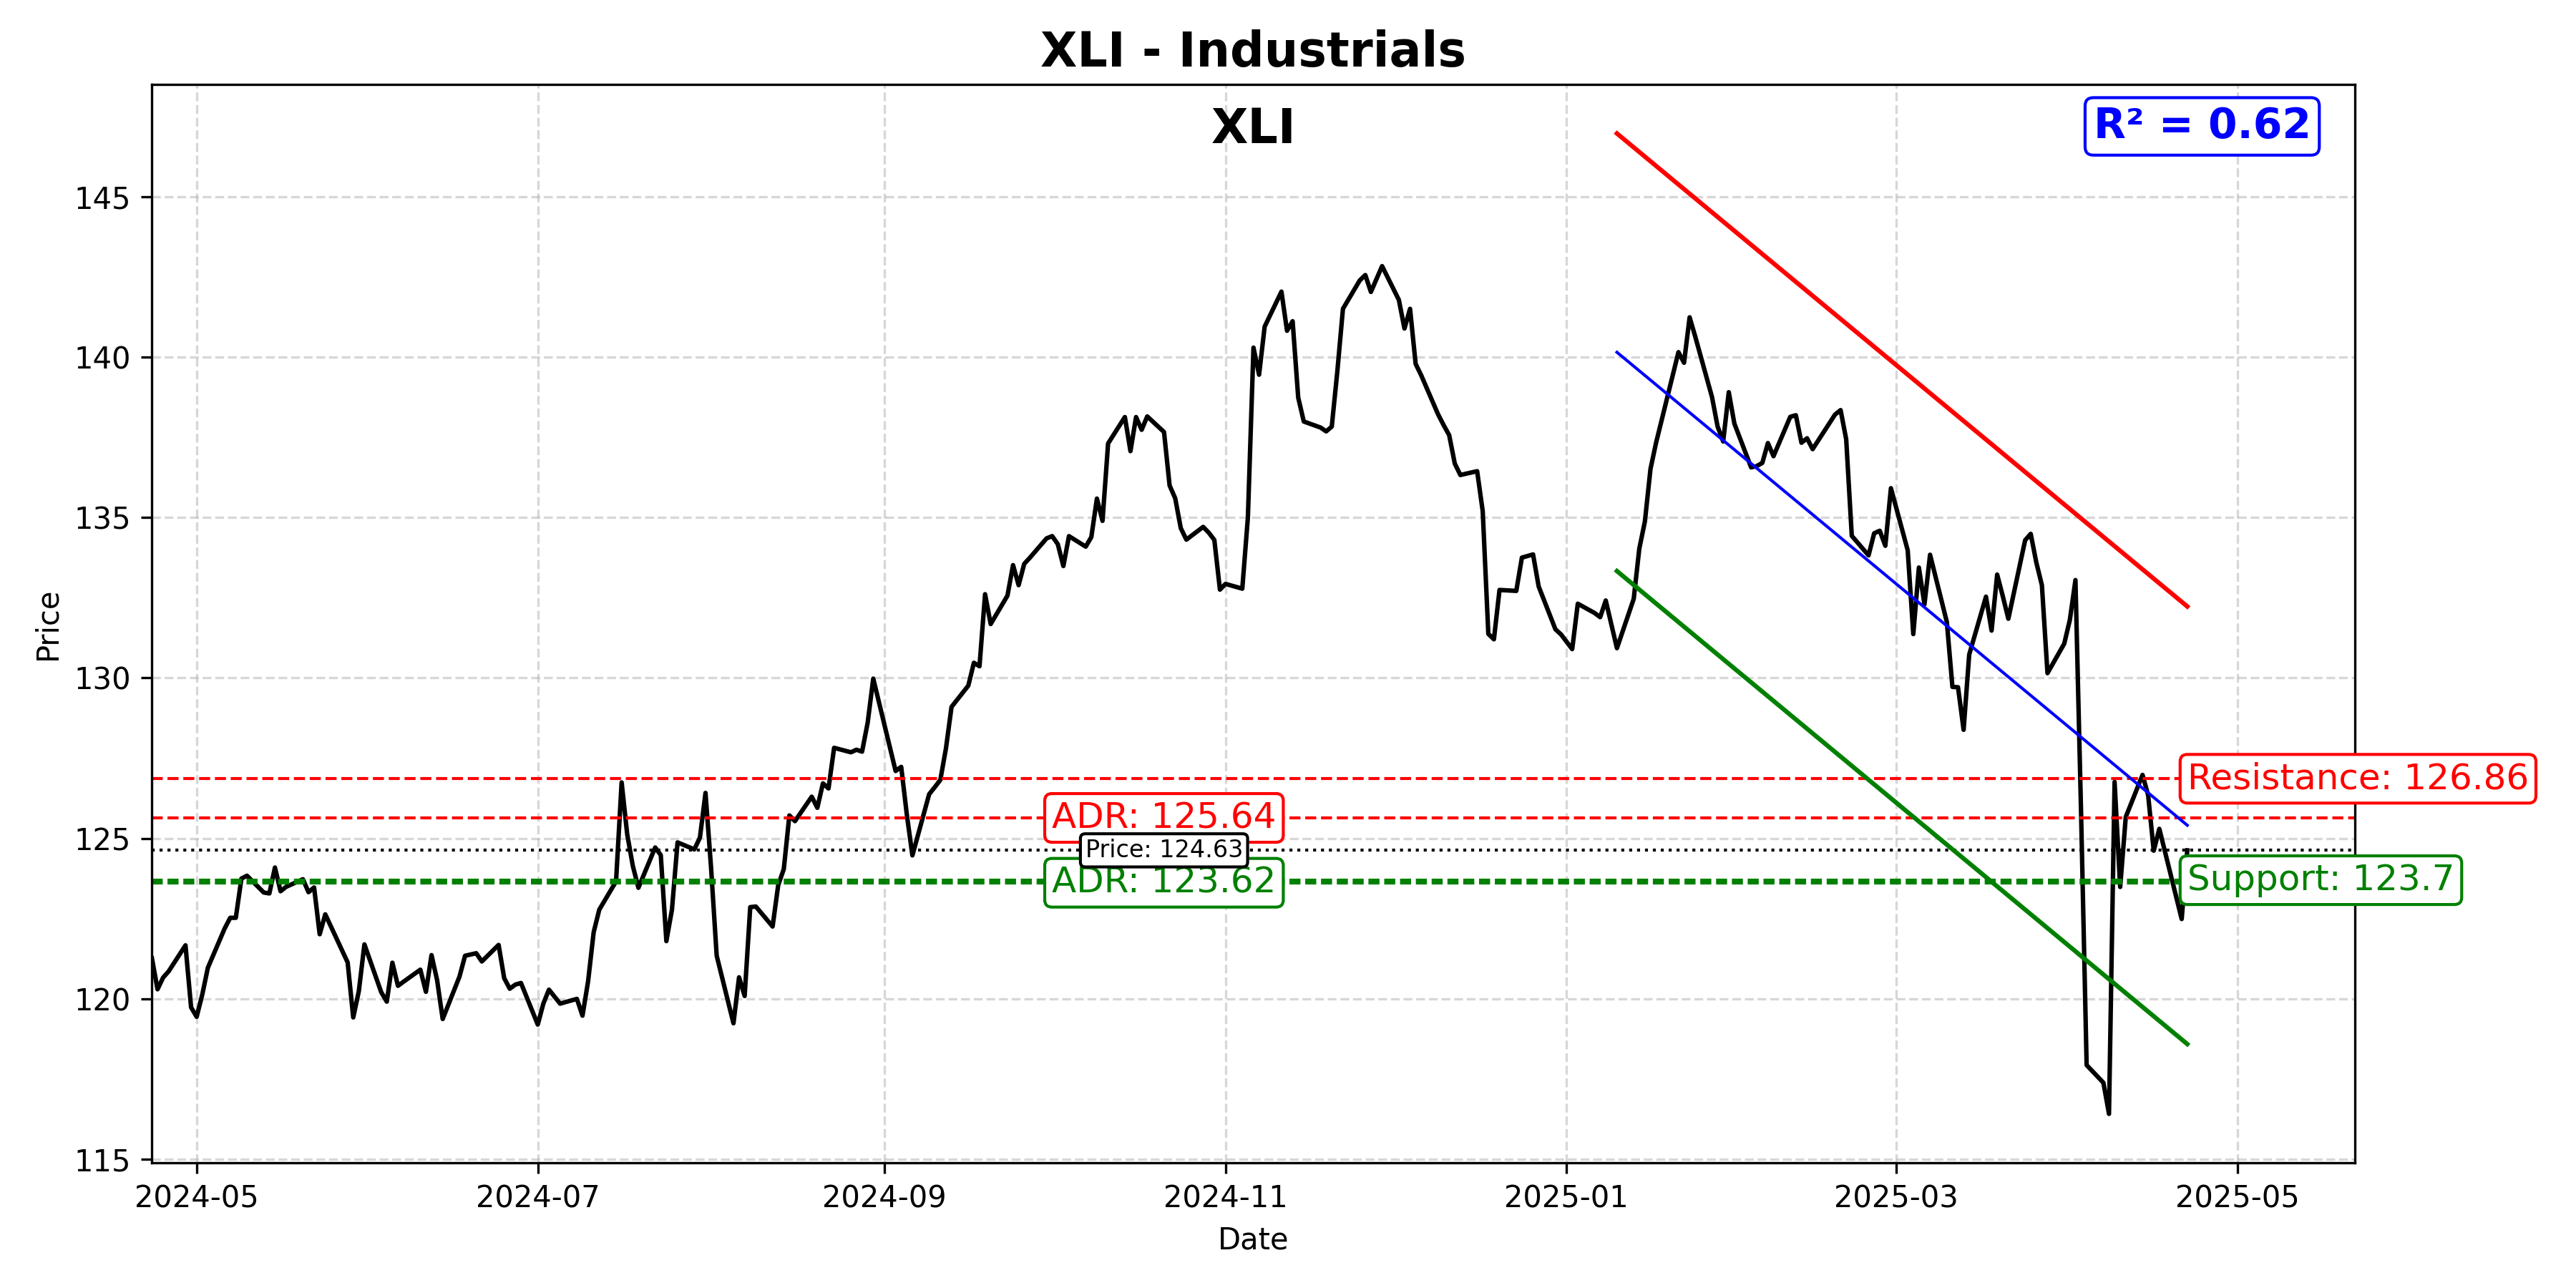 XLI - Industrials
XLI
R² = 0.62
145
140
135
130
125
120
115
Price
Resistance: 126.86
ADR: 125.64
Price: 124.63
ADR: 123.62
Support: 123.7
2024-05
2024-07
2024-09
2024-11
2025-01
2025-03
2025-05
Date